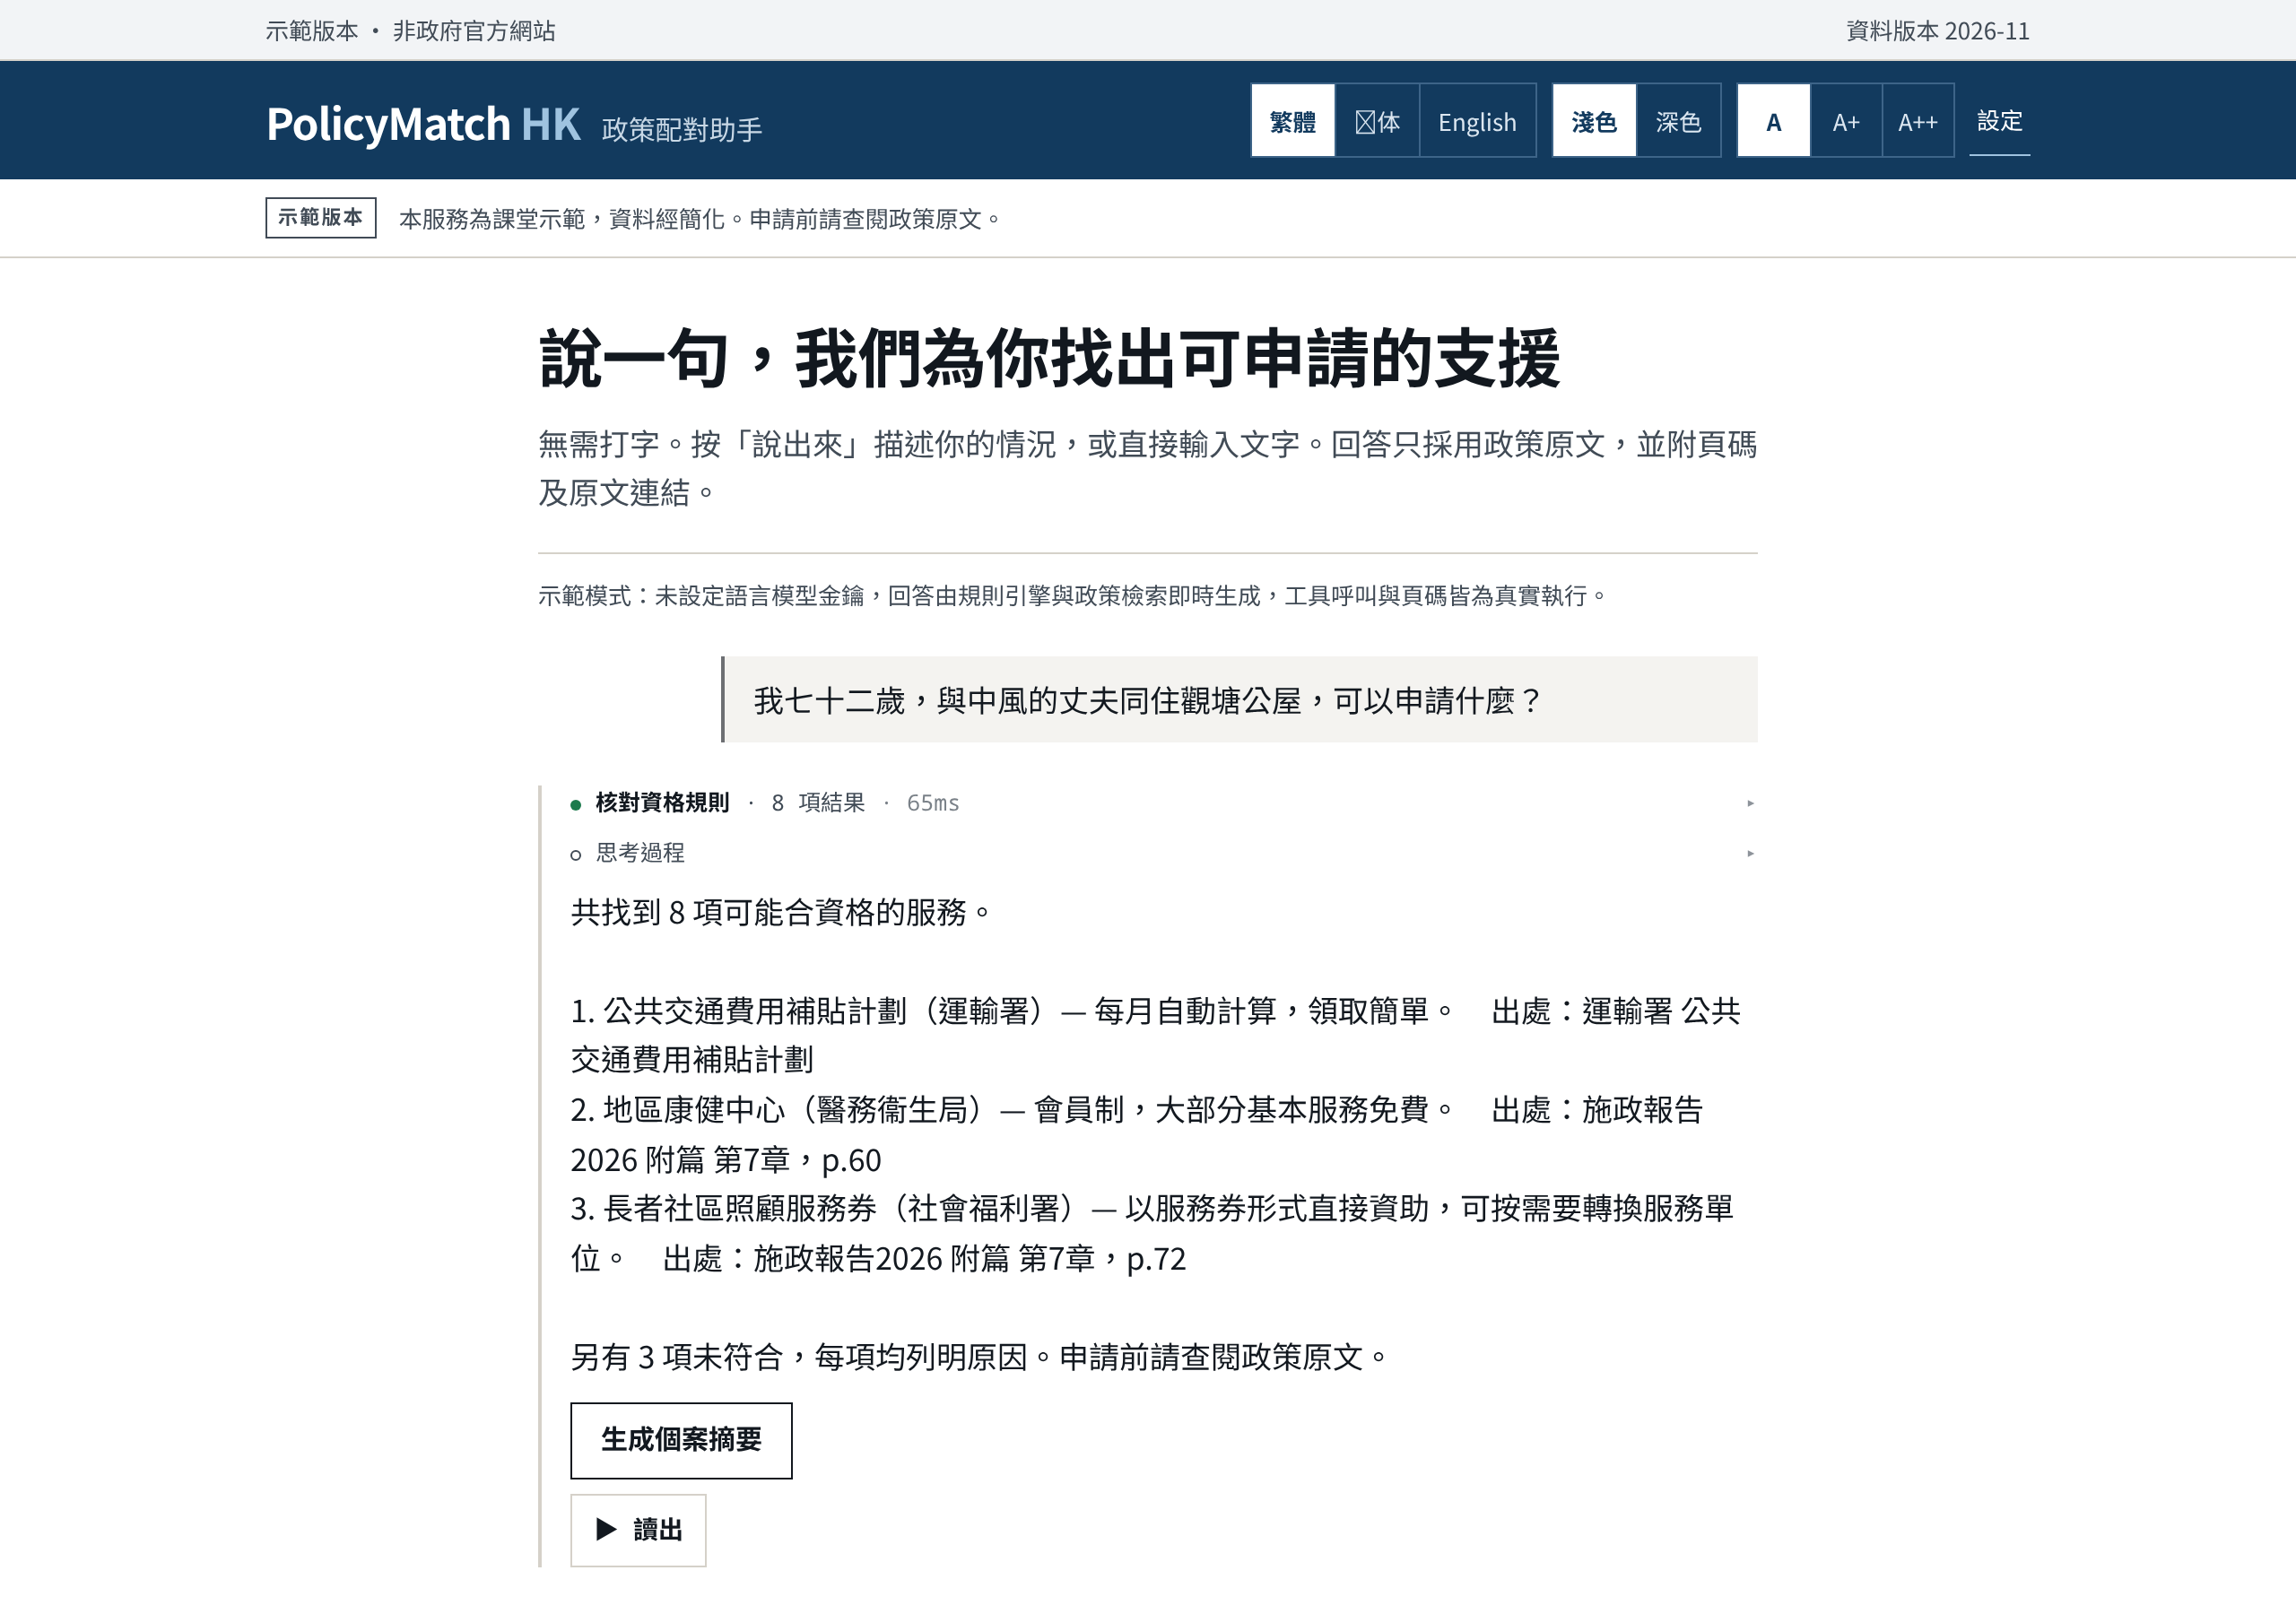 示範版本 • 非政府官方網站
資料版本 2026-11
PolicyMatch HK 政策配對助手
繁體 体 English 淺色 深色 A A+ A++ 設定
示範版本 本服務為課堂示範，資料經簡化。申請前請查閱政策原文。
說一句，我們為你找出可申請的支援
無需打字。按「說出來」描述你的情況，或直接輸入文字。回答只採用政策原文，並附頁碼
及原文連結。
示範模式：未設定語言模型金鑰，回答由規則引擎與政策檢索即時生成，工具呼叫與頁碼皆為真實執行。
我七十二歲，與中風的丈夫同住觀塘公屋，可以申請什麼？
核對資格規則 · 8 項結果 · 65ms
思考過程
共找到 8 項可能合資格的服務。
1. 公共交通費用補貼計劃（運輸署）— 每月自動計算，領取簡單。 出處：運輸署 公共
交通費用補貼計劃
2. 地區康健中心（醫務衞生局）— 會員制，大部分基本服務免費。 出處：施政報告
2026 附篇 第7章，p.60
3. 長者社區照顧服務券（社會福利署）— 以服務券形式直接資助，可按需要轉換服務單
位。 出處：施政報告2026 附篇 第7章，p.72
另有 3 項未符合，每項均列明原因。申請前請查閱政策原文。
生成個案摘要
▶ 讀出